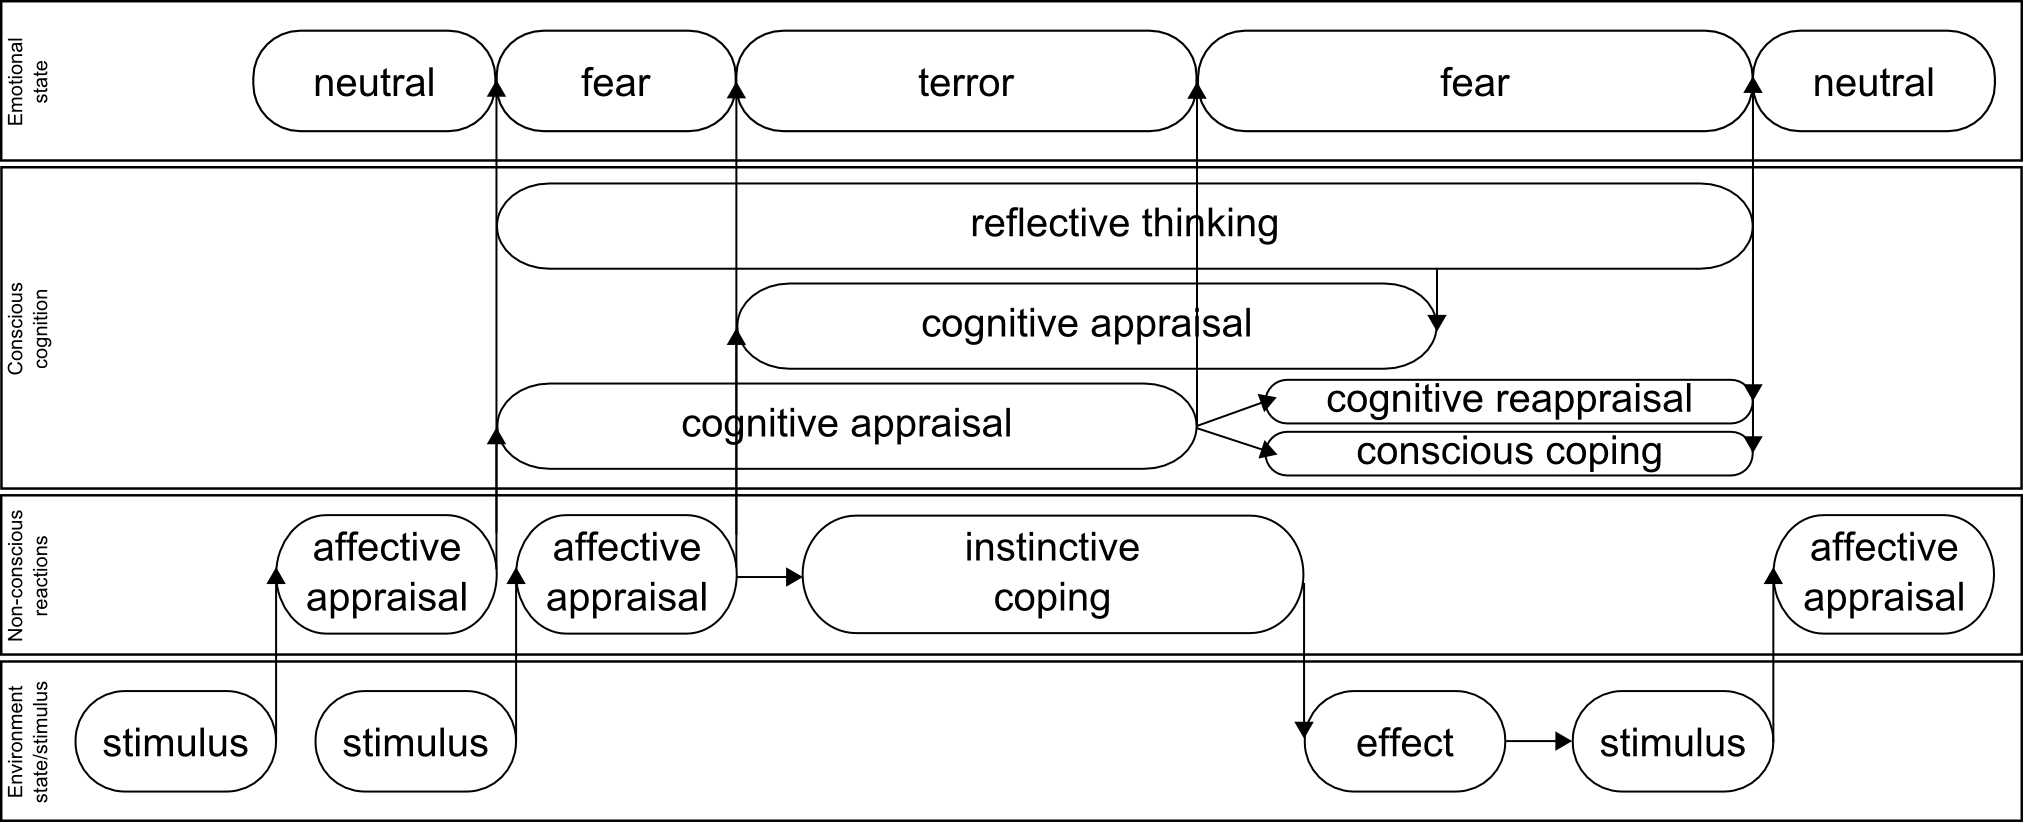 Emotional
state
neutral
fear
terror
fear
neutral
Conscious
cognition
reflective thinking
cognitive appraisal
cognitive appraisal
cognitive reappraisal
conscious coping
Non-conscious
reactions
affective
appraisal
affective
appraisal
instinctive
coping
affective
appraisal
Environment
state/stimulus
stimulus
stimulus
effect
stimulus